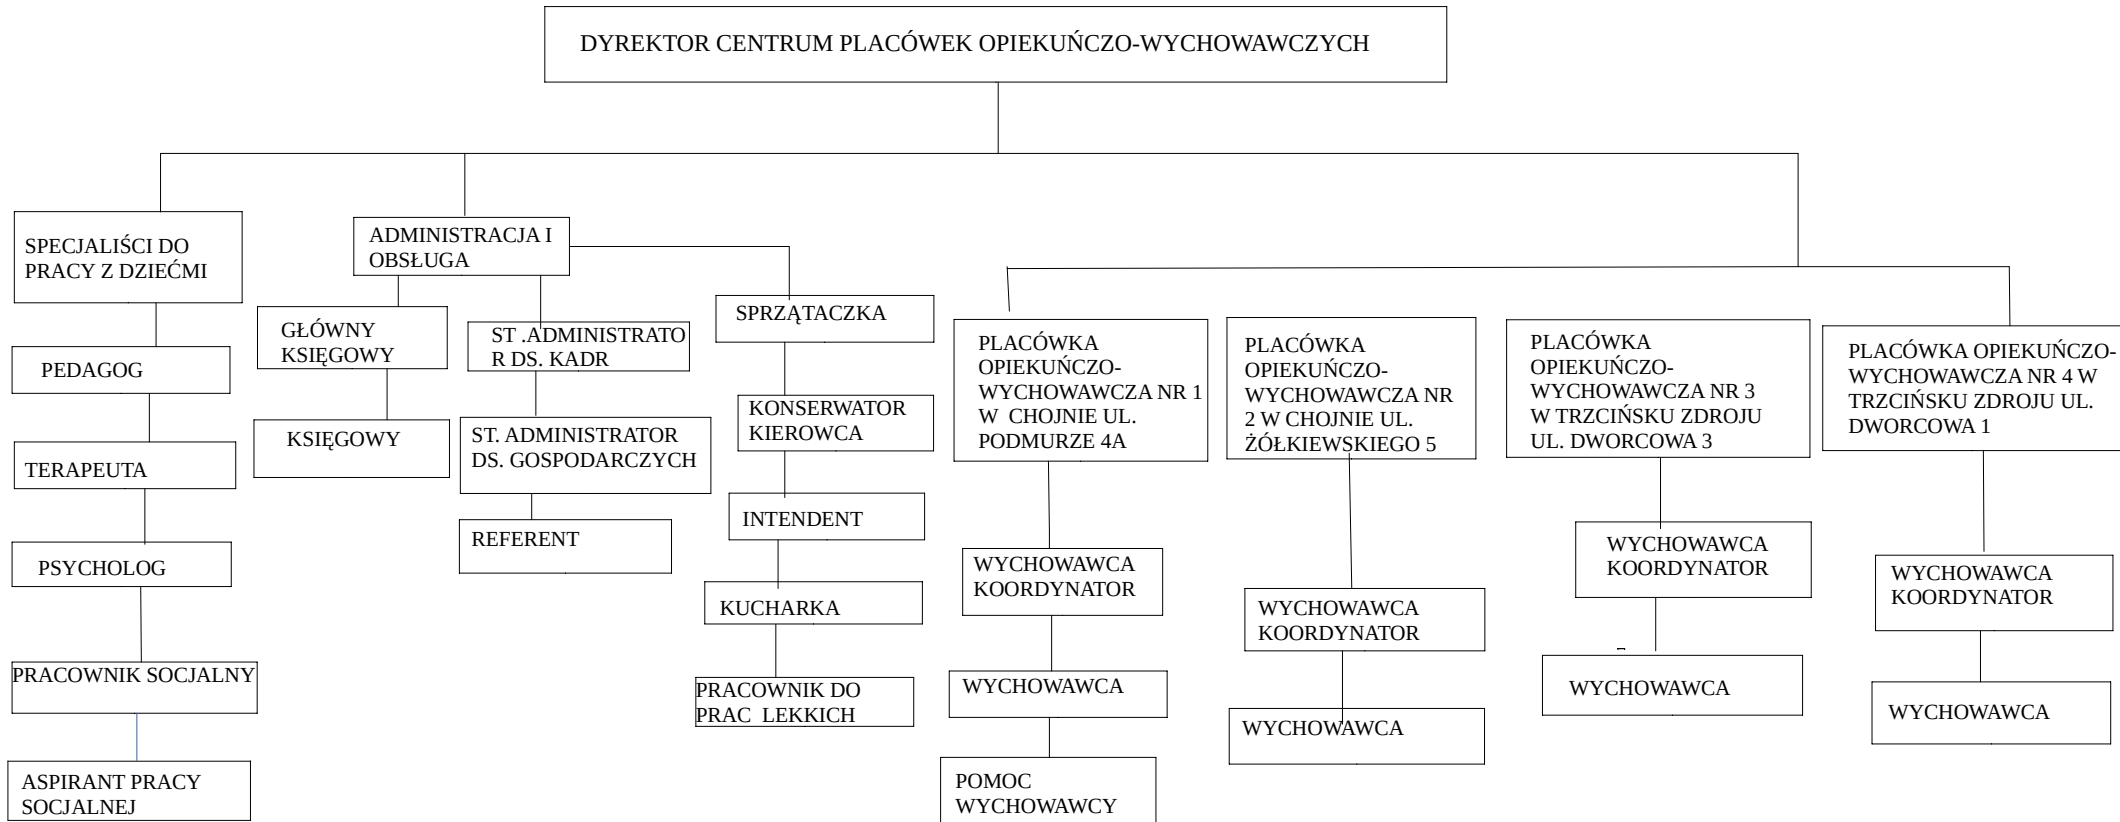 DYREKTOR CENTRUM PLACÓWEK OPIEKUŃCZO-WYCHOWAWCZYCH
SPECJALIŚCI DO
PRACY Z DZIEĆMI
PEDAGOG
TERAPEUTA
PSYCHOLOG
PRACOWNIK SOCJALNY
ASPIRANT PRACY
SOCJALNEJ
ADMINISTRACJA I
OBSŁUGA
GŁÓWNY
KSIĘGOWY
KSIĘGOWY
ST .ADMINISTRATO
R DS. KADR
ST. ADMINISTRATOR
DS. GOSPODARCZYCH
REFERENT
SPRZĄTACZKA
KONSERWATOR
KIEROWCA
INTENDENT
KUCHARKA
PRACOWNIK DO
PRAC LEKKICH
PLACÓWKA
OPIEKUŃCZO-
WYCHOWAWCZA NR 1
W CHOJNIE UL.
PODMURZE 4A
WYCHOWAWCA
KOORDYNATOR
WYCHOWAWCA
POMOC
WYCHOWAWCY
PLACÓWKA
OPIEKUŃCZO-
WYCHOWAWCZA NR
2 W CHOJNIE UL.
ŻÓŁKIEWSKIEGO 5
WYCHOWAWCA
KOORDYNATOR
WYCHOWAWCA
PLACÓWKA
OPIEKUŃCZO-
WYCHOWAWCZA NR 3
W TRZCIŃSKU ZDROJU
UL. DWORCOWA 3
WYCHOWAWCA
KOORDYNATOR
WYCHOWAWCA
PLACÓWKA OPIEKUŃCZO-
WYCHOWAWCZA NR 4 W
TRZCIŃSKU ZDROJU UL.
DWORCOWA 1
WYCHOWAWCA
KOORDYNATOR
WYCHOWAWCA